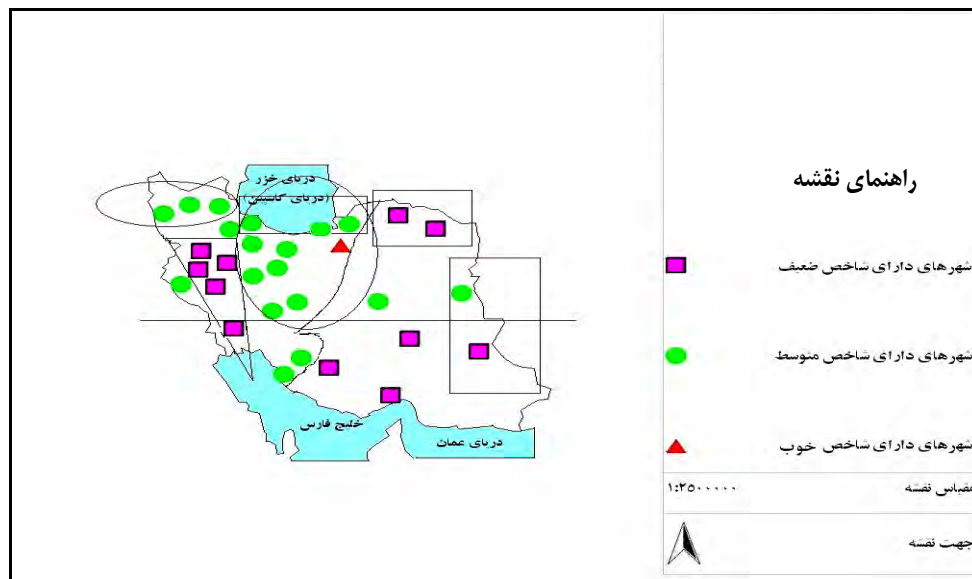 راهنمای نقشه
شهرهای دارای شاخص ضعیف
شهرهای دارای شاخص متوسط
شهرهای دارای شاخص خوب
مقیاس نقشه ۱:۲۵۰۰۰۰۰۰
جهت نقشه
دریای خزر
(دریای کاسپین)
خلیج فارس
دریای عمان